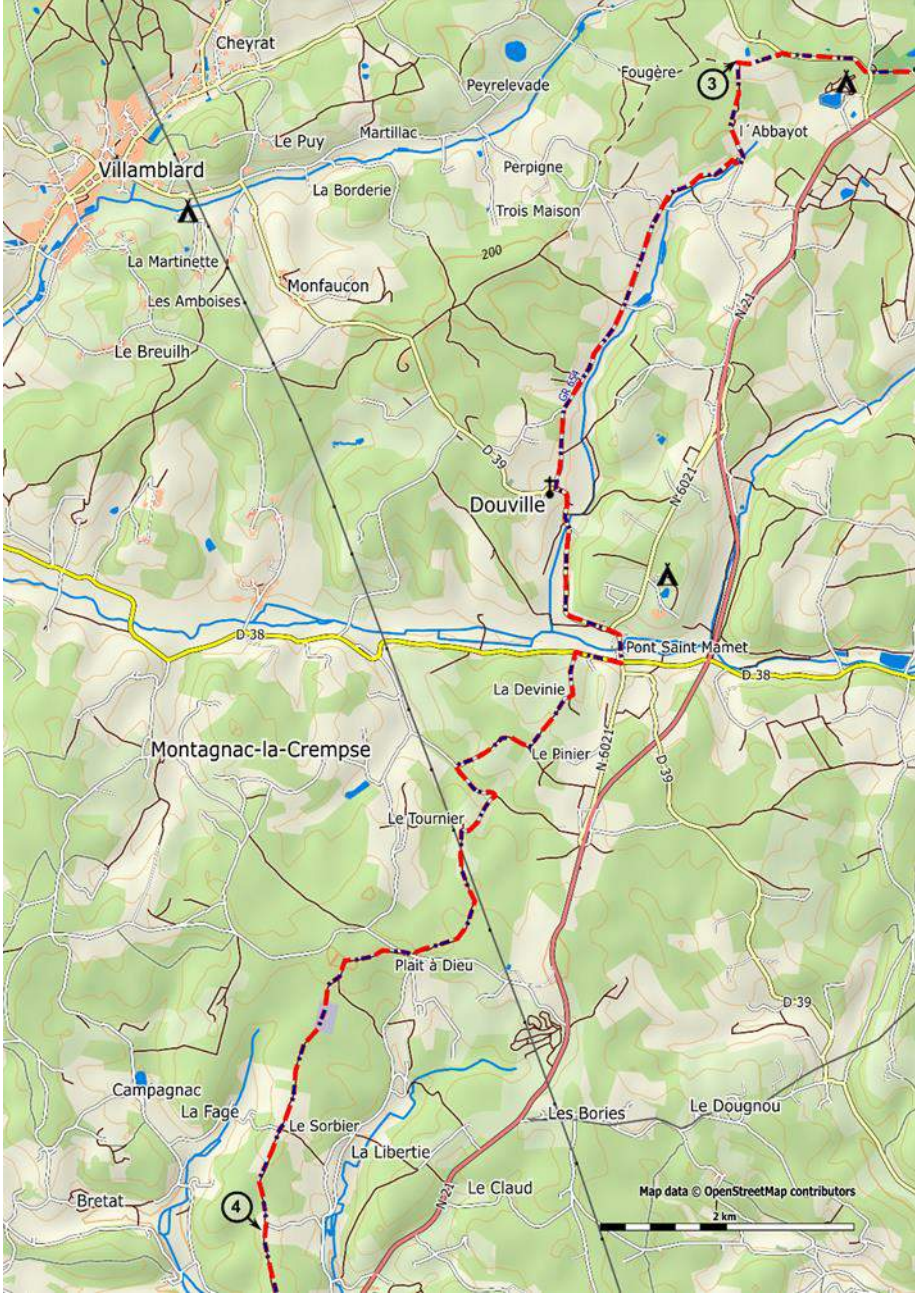 Cheyrat
Fougère
3
Peyrelevade
l´Abbayot
Le Puy
Martillac
Villamblard
Perpigne
La Borderie
Trois Maison
200
La Martinette
Monfaucon
Les Amboises
N 21
Le Breuilh
GR 654
D 39
Douville
N 6021
D 38
Pont Saint Mamet
D 38
La Devinie
Montagnac-la-Crempse
Le Pinier
N 6021
D 39
Le Tournier
Plait à Dieu
D 39
Campagnac
La Fage
Les Bories
Le Dougnou
Le Sorbier
La Libertie
Bretat
Le Claud
N 21
4
Map data © OpenStreetMap contributors
2 km